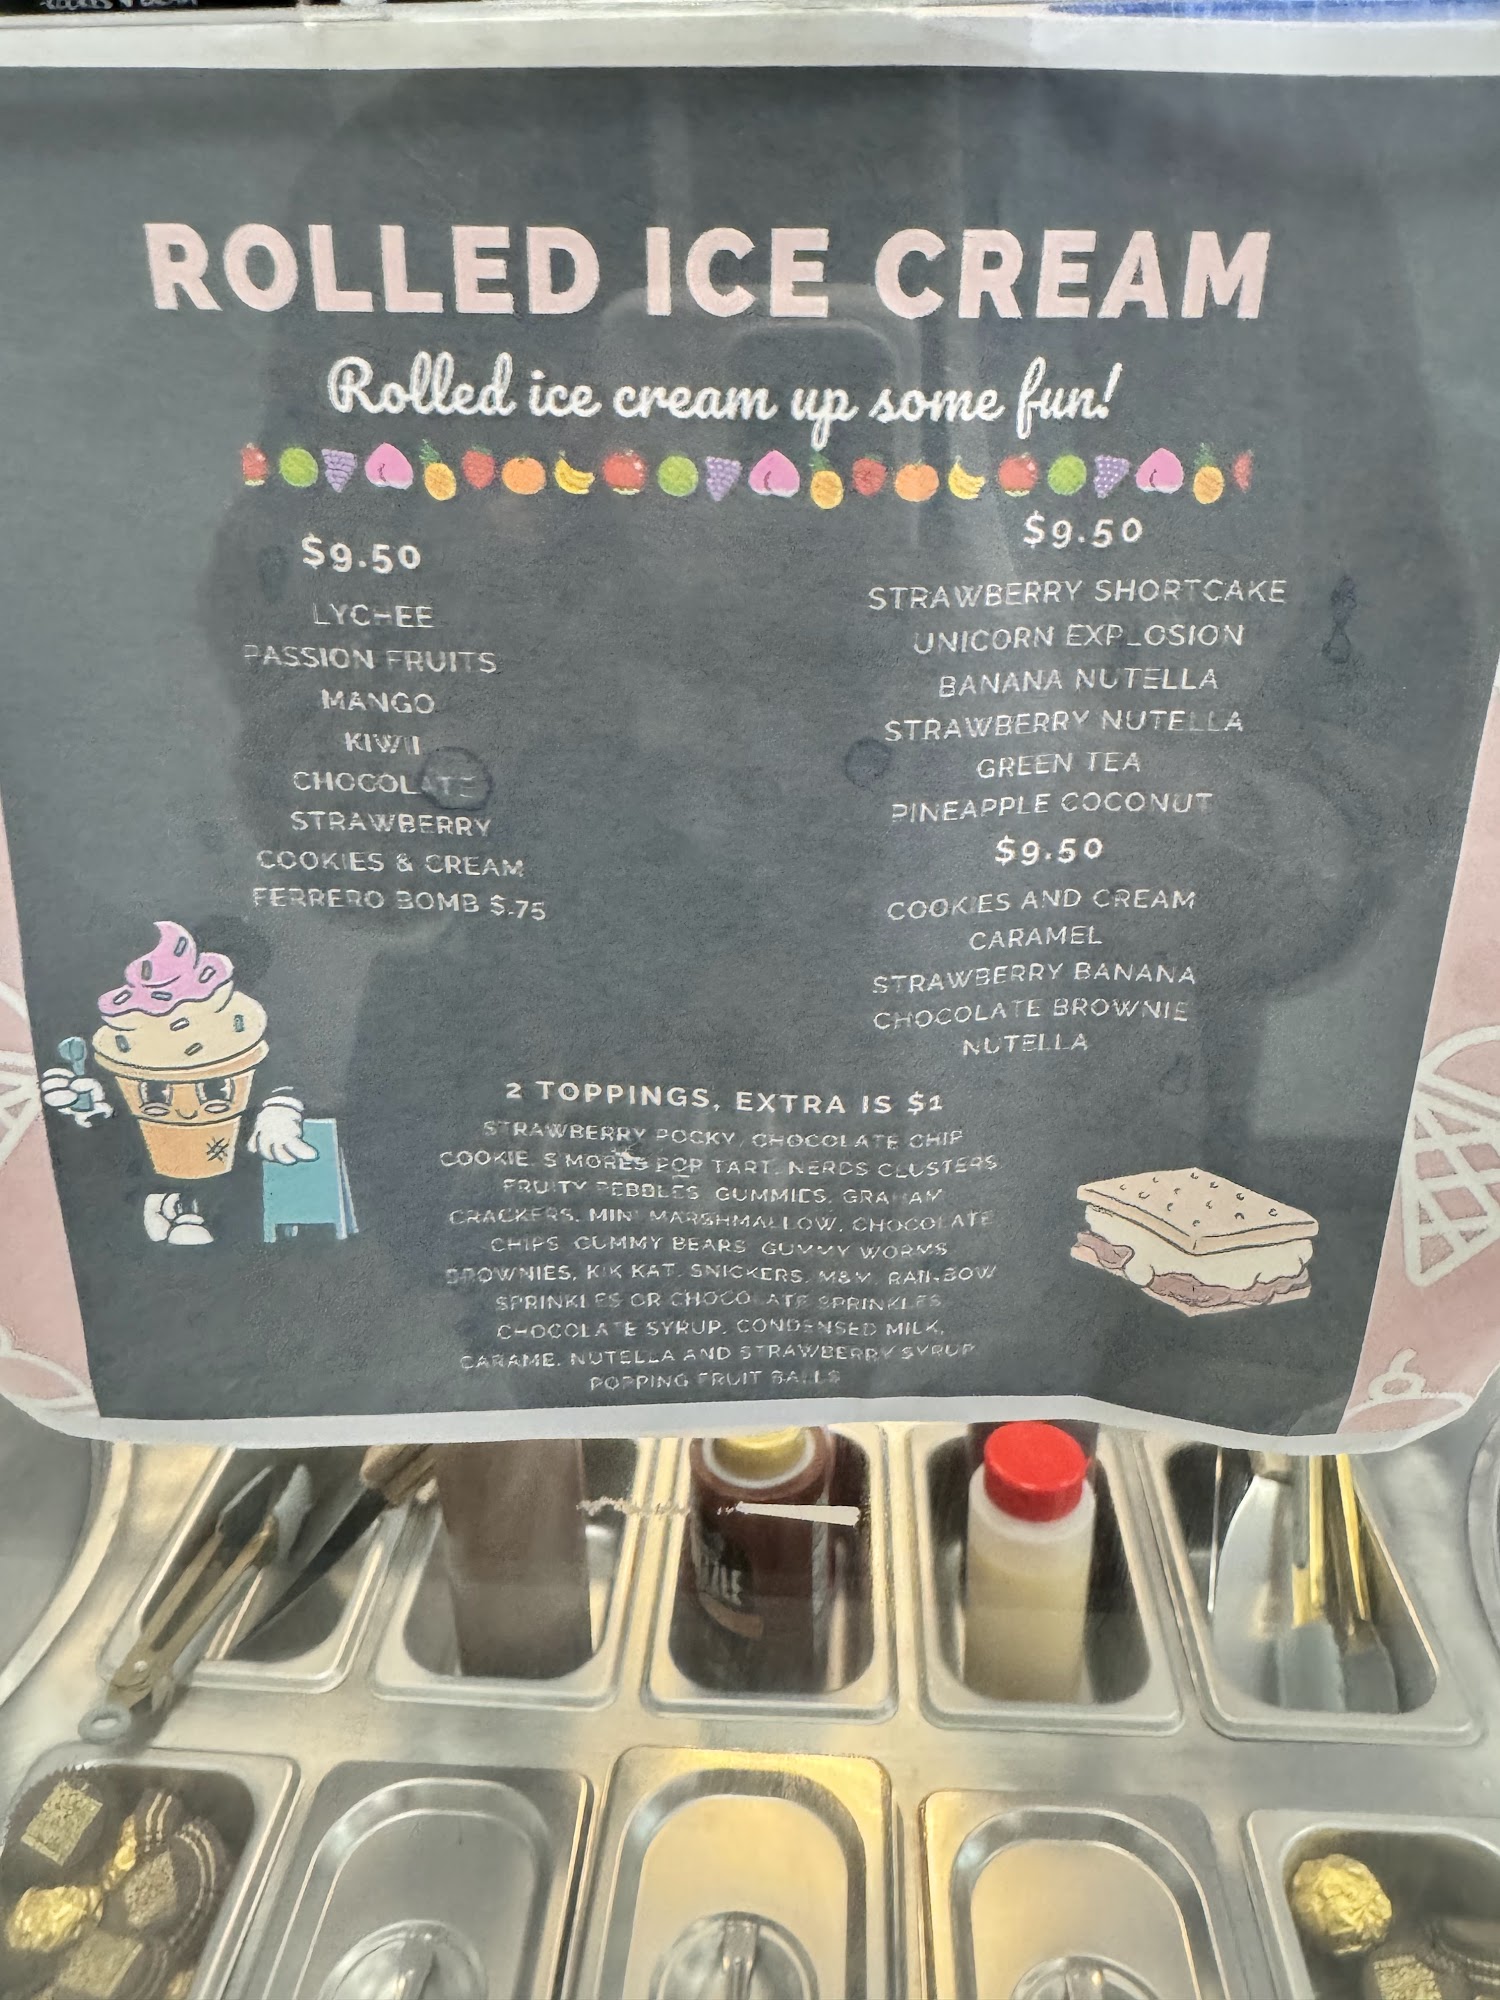 ROLLED ICE CREAM
Rolled ice cream up some fun!
$9.50
LYCHEE
PASSION FRUITS
MANGO
KIWII
CHOCOLATE
STRAWBERRY
COOKIES & CREAM
FERRERO BOMB $.75
$9.50
STRAWBERRY SHORTCAKE
UNICORN EXPLOSION
BANANA NUTELLA
STRAWBERRY NUTELLA
GREEN TEA
PINEAPPLE COCONUT
$9.50
COOKIES AND CREAM
CARAMEL
STRAWBERRY BANANA
CHOCOLATE BROWNIE
NUTELLA
2 TOPPINGS, EXTRA IS $1
STRAWBERRY POCKY, CHOCOLATE CHIP
COOKIE, S'MORES POP TART, NERDS CLUSTERS,
FRUITY PEBBLES, GUMMIES, GRAHAM
CRACKERS, MINI MARSHMALLOW, CHOCOLATE
CHIPS, GUMMY BEARS, GUMMY WORMS,
BROWNIES, KIK KAT, SNICKERS, M&M, RAINBOW
SPRINKLES OR CHOCOLATE SPRINKLES,
CHOCOLATE SYRUP, CONDENSED MILK,
CARAMEL, NUTELLA AND STRAWBERRY SYRUP,
POPPING FRUIT BALLS